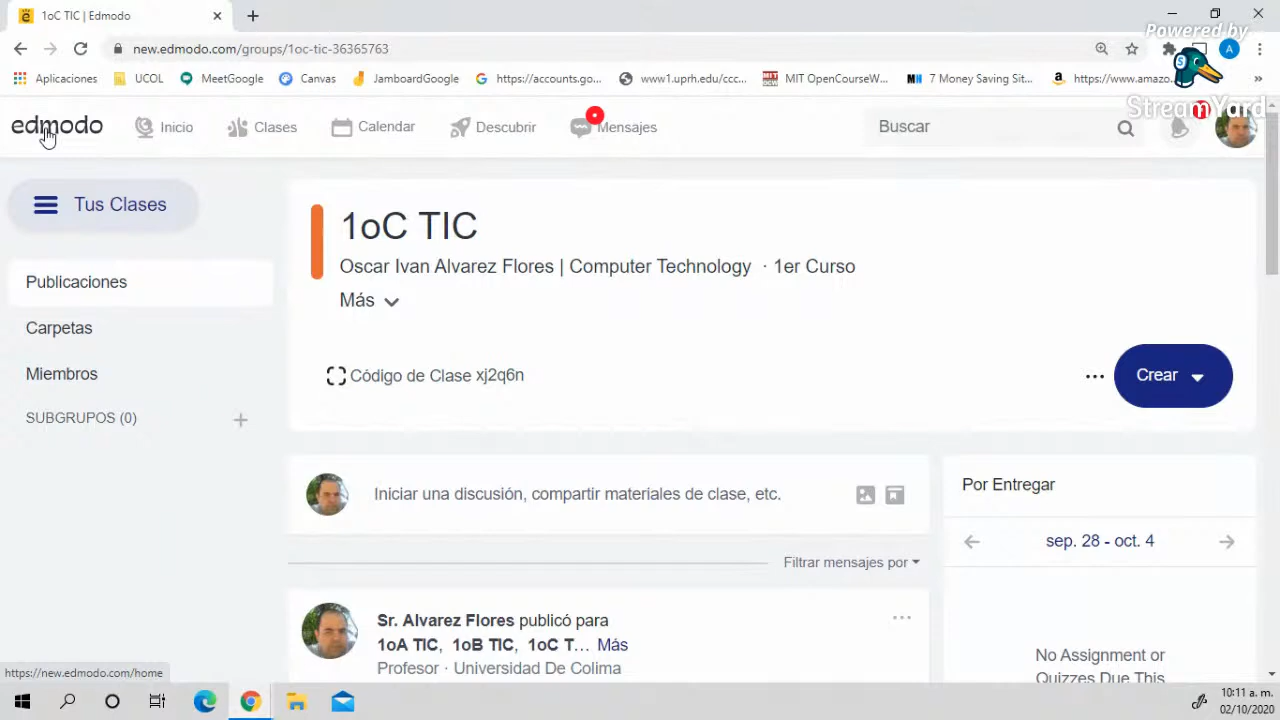 1oC TIC | Edmodo
new.edmodo.com/groups/1oc-tic-36365763
A
Powered by
StreamYard
Aplicaciones UCOL MeetGoogle Canvas JamboardGoogle https://accounts.go... www1.uprh.edu/ccc... MIT OpenCourseW... 7 Money Saving Sit... https://www.amazo...
edmodo Inicio Clases Calendar Descubrir Mensajes Buscar
Tus Clases
Publicaciones
Carpetas
Miembros
SUBGRUPOS (0)
1oC TIC
Oscar Ivan Alvarez Flores | Computer Technology · 1er Curso
Más
Código de Clase xj2q6n
Crear
Iniciar una discusión, compartir materiales de clase, etc.
Filtrar mensajes por
Sr. Alvarez Flores publicó para
1oA TIC, 1oB TIC, 1oC T... Más
Profesor · Universidad De Colima
Por Entregar
sep. 28 - oct. 4
No Assignment or
Quizzes Due This
https://new.edmodo.com/home
10:11 a. m.
02/10/2020